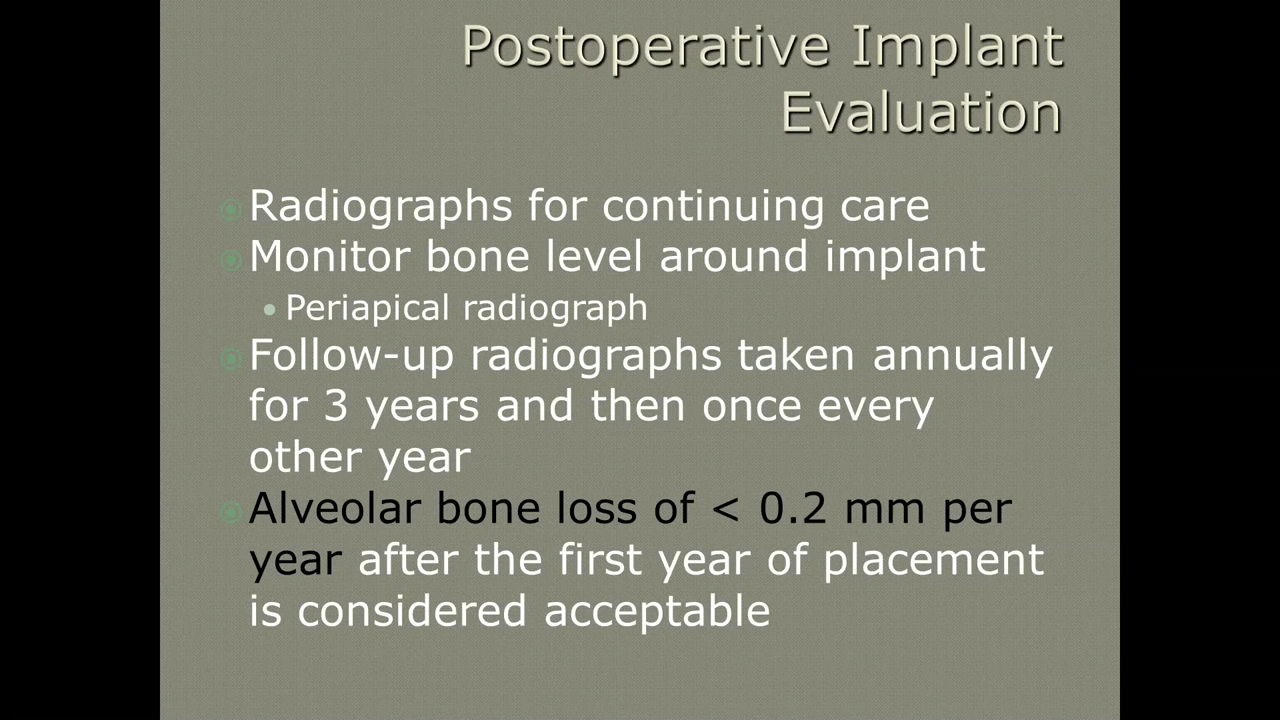 Postoperative Implant
Evaluation
Radiographs for continuing care
Monitor bone level around implant
Periapical radiograph
Follow-up radiographs taken annually
for 3 years and then once every
other year
Alveolar bone loss of < 0.2 mm per
year after the first year of placement
is considered acceptable